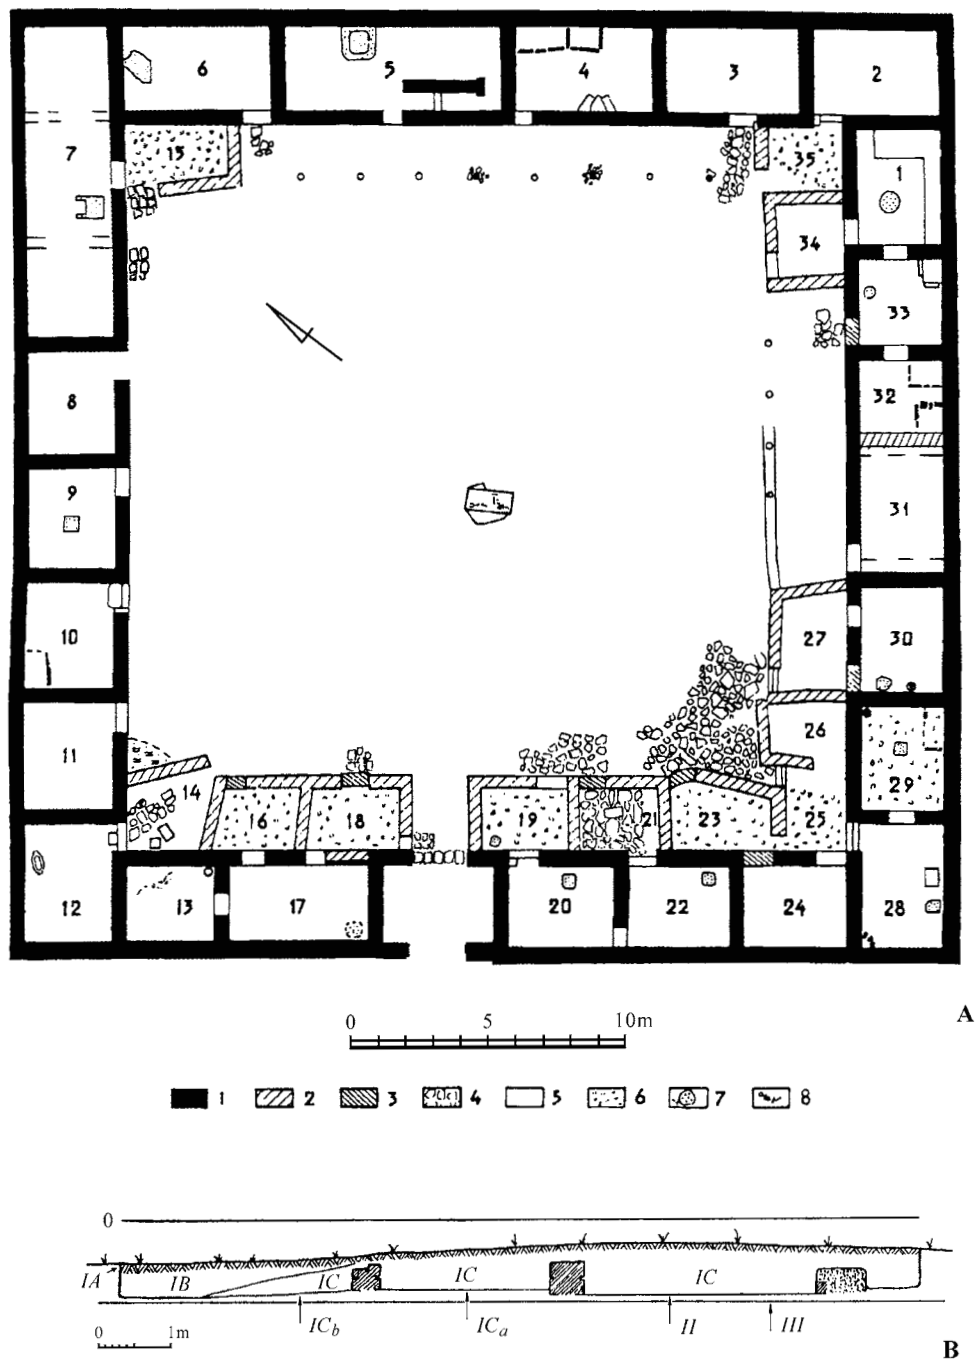 6 5 4 3 2
7 15 35 1
34
33
8 32
9 31
10 27 30
11 26
14 29
16 18 19 21 23 25
12 13 17 20 22 24 28
A
0 5 10m
1 2 3 4 5 6 7 8
0
IA IB IC IC IC
ICb ICa II III
0 1m
B